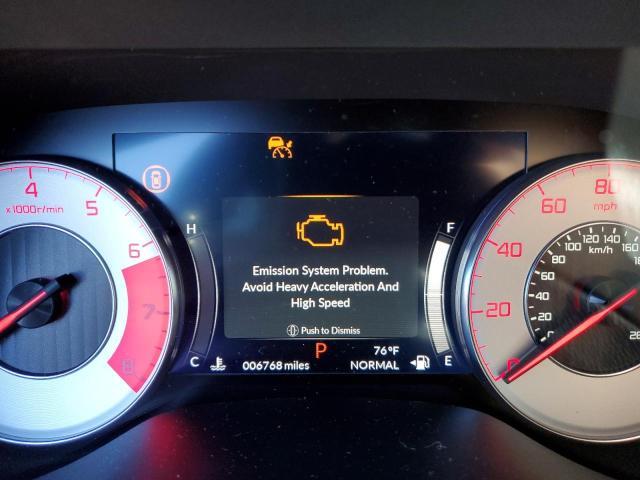 4
5
6
7
8
x1000r/min
H
C
Emission System Problem.
Avoid Heavy Acceleration And
High Speed
Push to Dismiss
P
006768 miles
76°F
NORMAL
F
E
0
20
40
60
80
mph
0
20
40
60
80
100
120
140
160
km/h